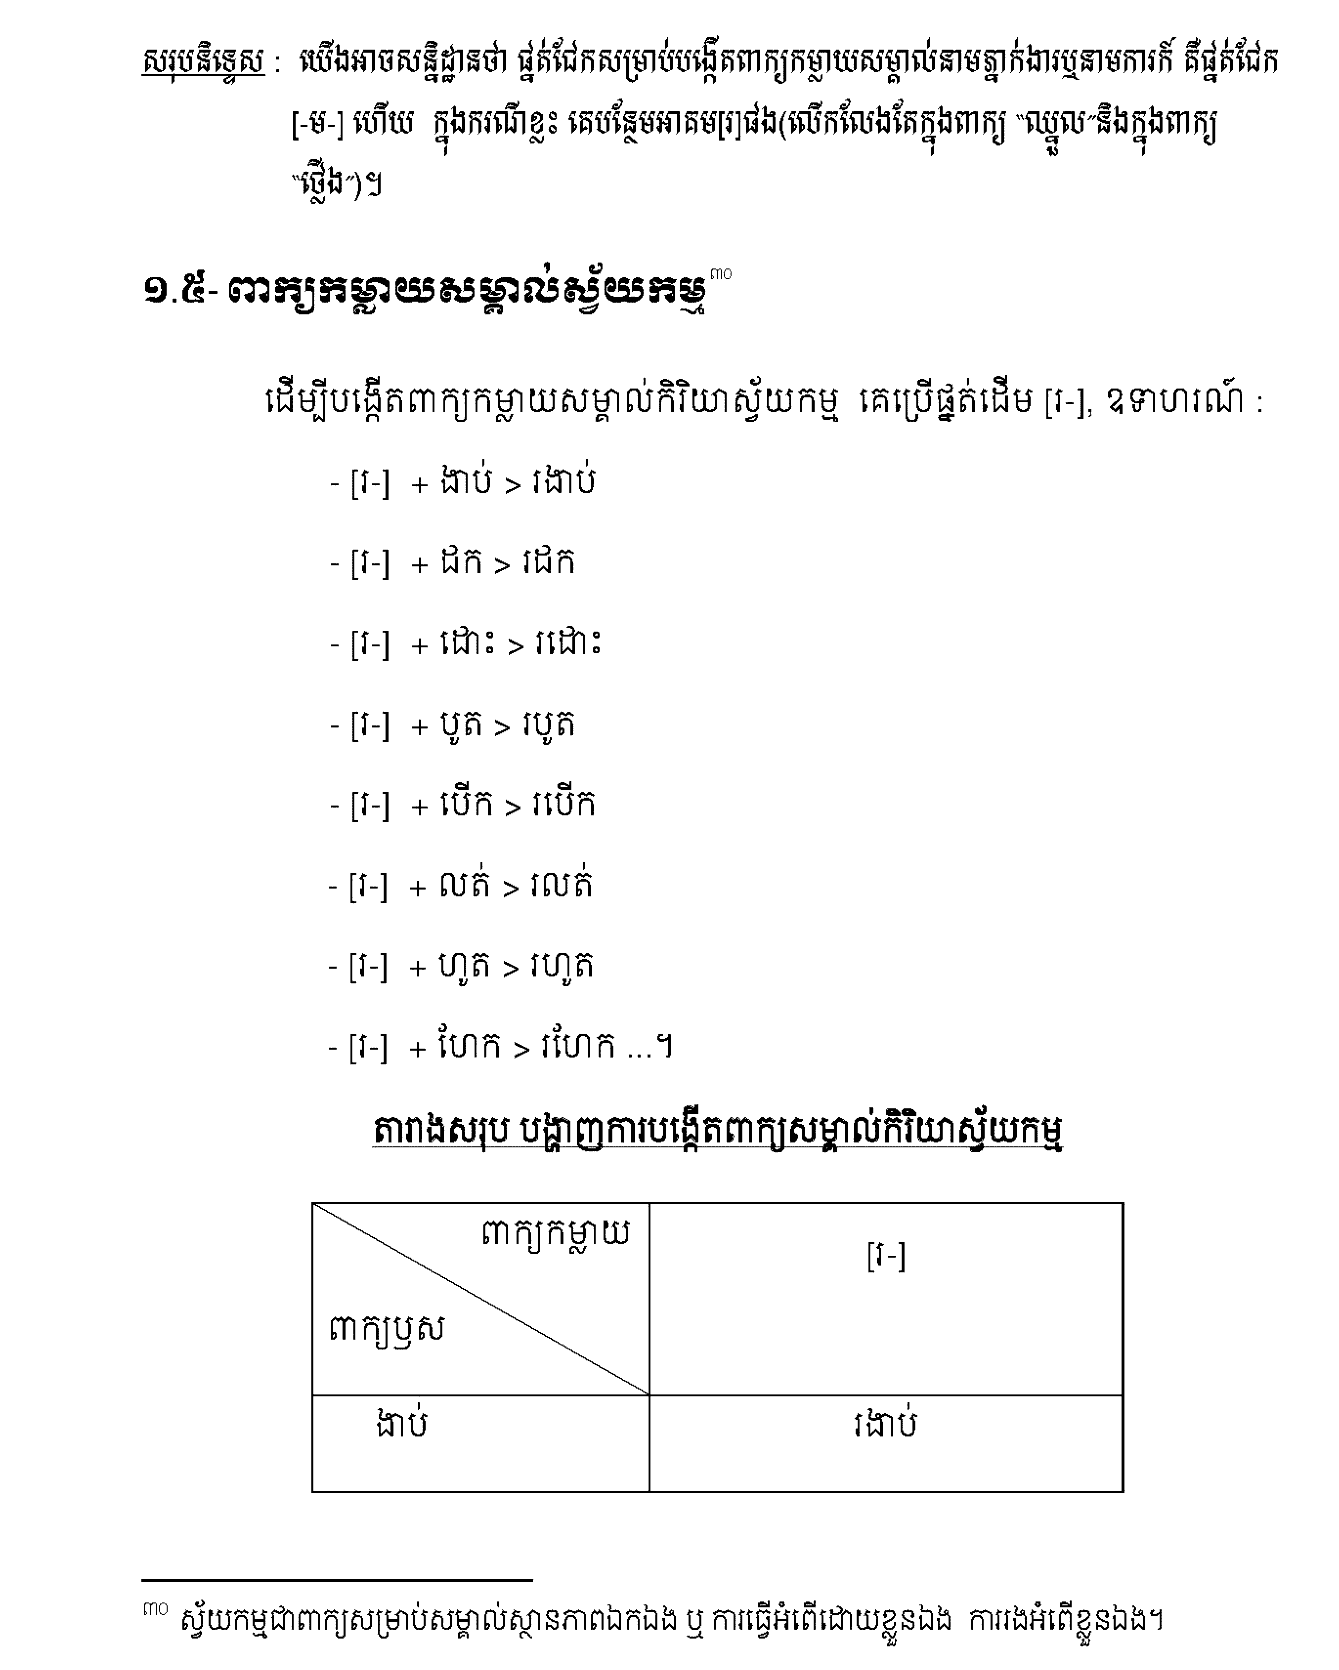 សរុបនិទ្ទេស : យើងអាចសន្និដ្ឋានថា ផ្នត់ជែកសម្រាប់បង្កើតពាក្យកម្លាយសម្គាល់នាមភ្នាក់ងារឬនាមការក៍ គឺផ្នត់ជែក
[-ម-] ហើយ ក្នុងករណីខ្លះ គេបន្ថែមអាគម[រ]ផង(លើកលែងតែក្នុងពាក្យ “ឈ្នួល”និងក្នុងពាក្យ
“ថ្លើង”)។
១.៥- ពាក្យកម្លាយសម្គាល់ស្វ័យកម្ម៣០
ដើម្បីបង្កើតពាក្យកម្លាយសម្គាល់កិរិយាស្វ័យកម្ម គេប្រើផ្នត់ដើម [រ-], ឧទាហរណ៍ :
- [រ-] + ងាប់ > រងាប់
- [រ-] + ដក > រដក
- [រ-] + ដោះ > រដោះ
- [រ-] + បូត > របូត
- [រ-] + បើក > របើក
- [រ-] + លត់ > រលត់
- [រ-] + ហូត > រហូត
- [រ-] + ហែក > រហែក ...។
តារាងសរុប បង្ហាញការបង្កើតពាក្យសម្គាល់កិរិយាស្វ័យកម្ម
ពាក្យកម្លាយ
[រ-]
ពាក្យឫស
ងាប់ រងាប់
៣០ ស្វ័យកម្មជាពាក្យសម្រាប់សម្គាល់ស្ថានភាពឯកឯង ឬ ការធ្វើអំពើដោយខ្លួនឯង ការរងអំពើខ្លួនឯង។